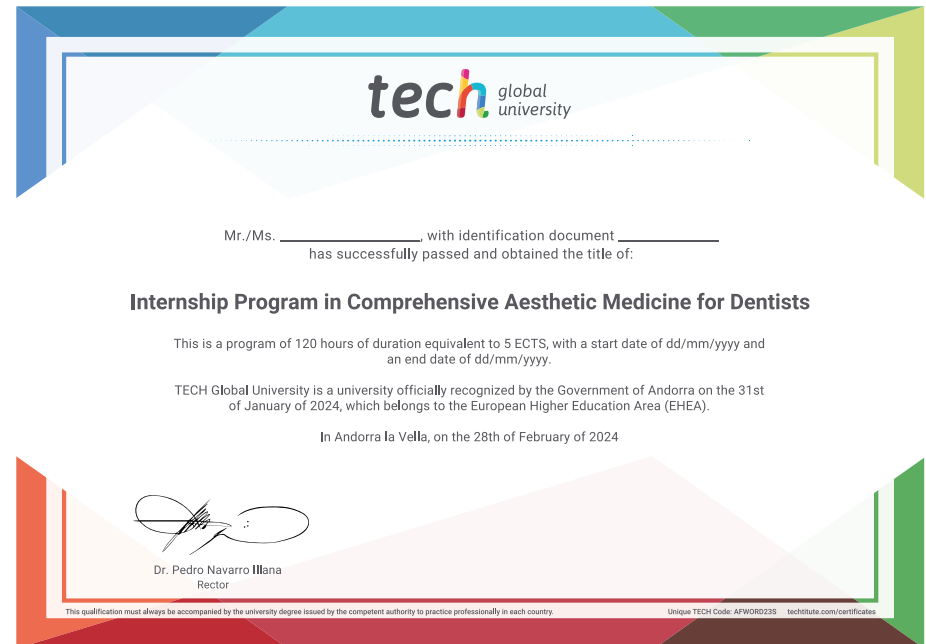 tech global
university
Mr./Ms. ____________, with identification document ____________
has successfully passed and obtained the title of:
Internship Program in Comprehensive Aesthetic Medicine for Dentists
This is a program of 120 hours of duration equivalent to 5 ECTS, with a start date of dd/mm/yyyy and
an end date of dd/mm/yyyy.
TECH Global University is a university officially recognized by the Government of Andorra on the 31st
of January of 2024, which belongs to the European Higher Education Area (EHEA).
In Andorra la Vella, on the 28th of February of 2024
Dr. Pedro Navarro Illana
Rector
This qualification must always be accompanied by the university degree issued by the competent authority to practice professionally in each country.
Unique TECH Code: AFWORD23S techtitute.com/certificates